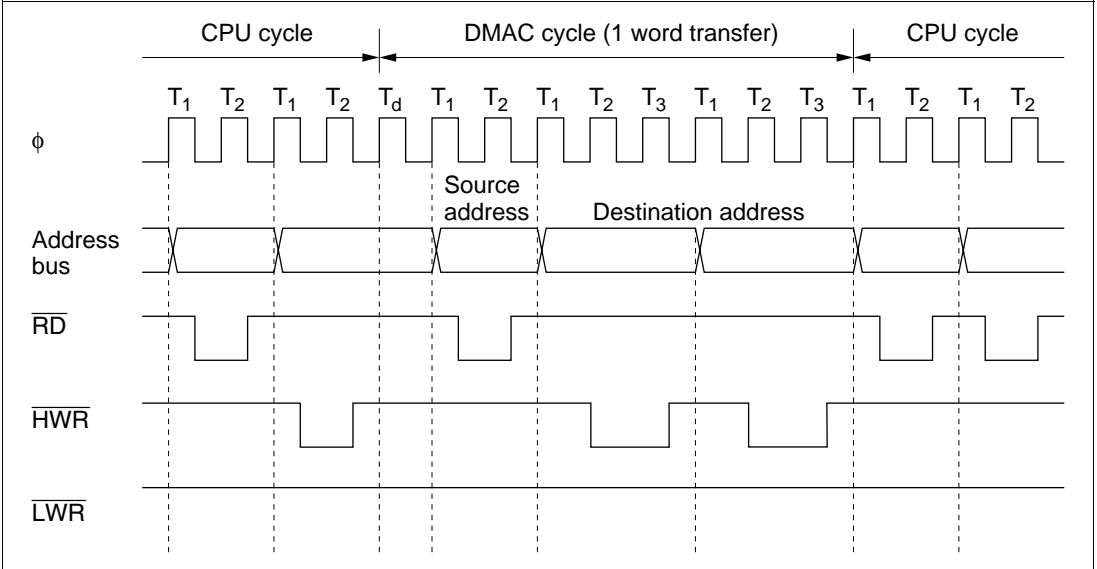 CPU cycle DMAC cycle (1 word transfer) CPU cycle
T1 T2 T1 T2 Td T1 T2 T1 T2 T3 T1 T2 T3 T1 T2 T1 T2
ϕ
Source
address Destination address
Address
bus
RD
HWR
LWR